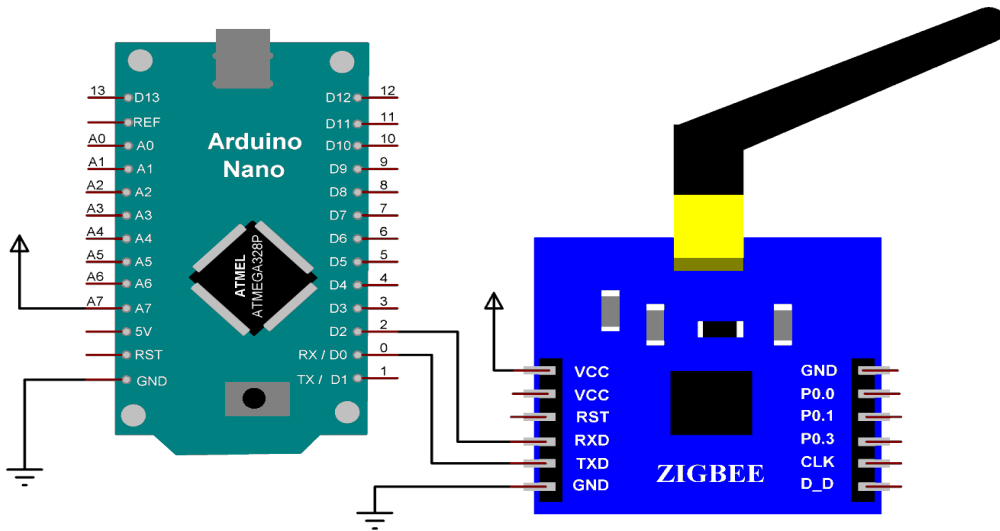 13 D13 D12 12
REF D11 11
A0 A0 D10 10
Arduino
Nano
A1 A1 D9 9
A2 A2 D8 8
A3 A3 D7 7
A4 A4 D6 6
A5 A5 D5 5
A6 A6 D4 4
A7 A7 D3 3
5V D2 2
RST RX / D0 0
GND TX / D1 1
ATMEL
ATMEGA328P
VCC GND
VCC P0.0
RST P0.1
RXD P0.3
TXD CLK
GND D_D
ZIGBEE